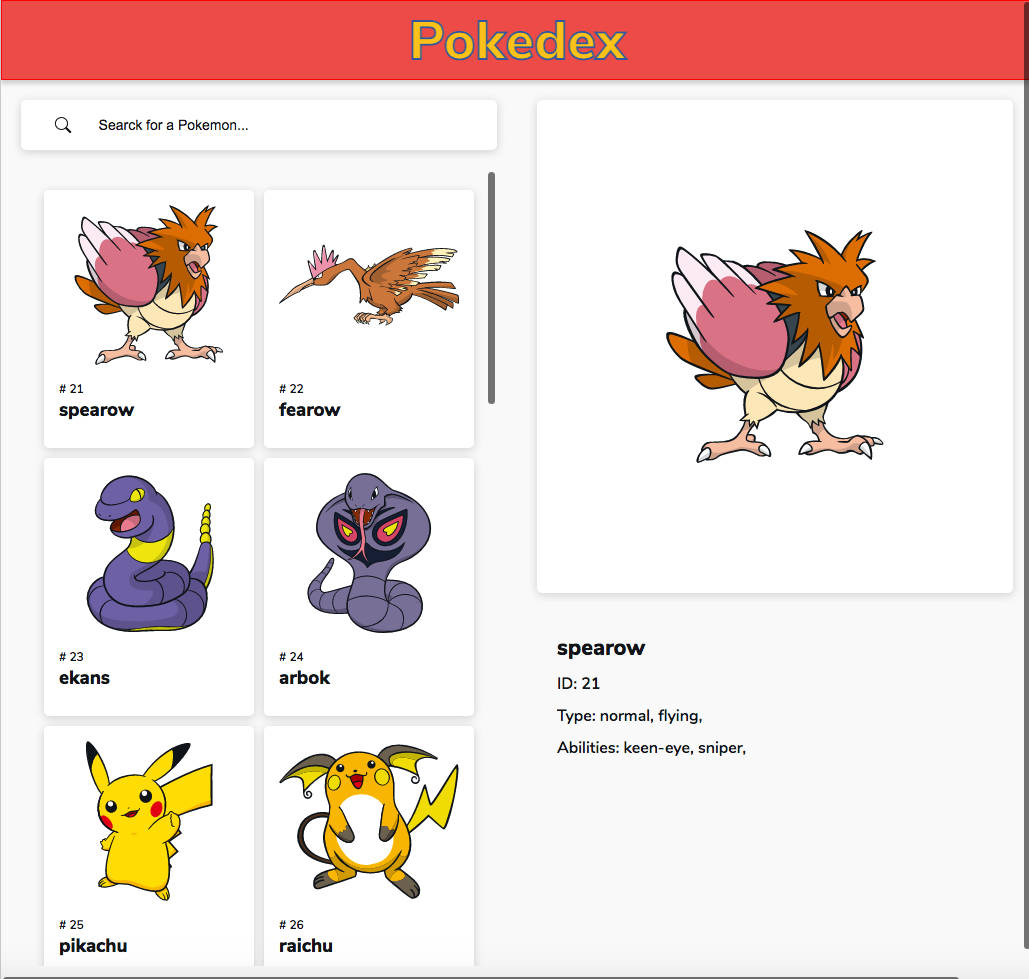 Pokedex
Searck for a Pokemon...
# 21
spearow
# 22
fearow
# 23
ekans
# 24
arbok
# 25
pikachu
# 26
raichu
spearow
ID: 21
Type: normal, flying,
Abilities: keen-eye, sniper,